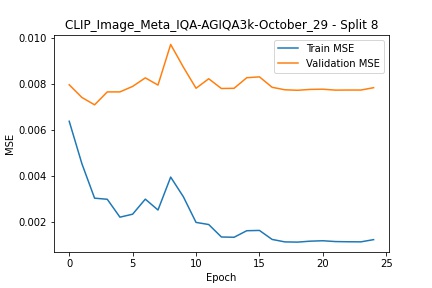 CLIP_Image_Meta_IQA-AGIQA3k-October_29 - Split 8
0.010
0.008
0.006
0.004
0.002
MSE
Train MSE
Validation MSE
0 5 10 15 20 25
Epoch